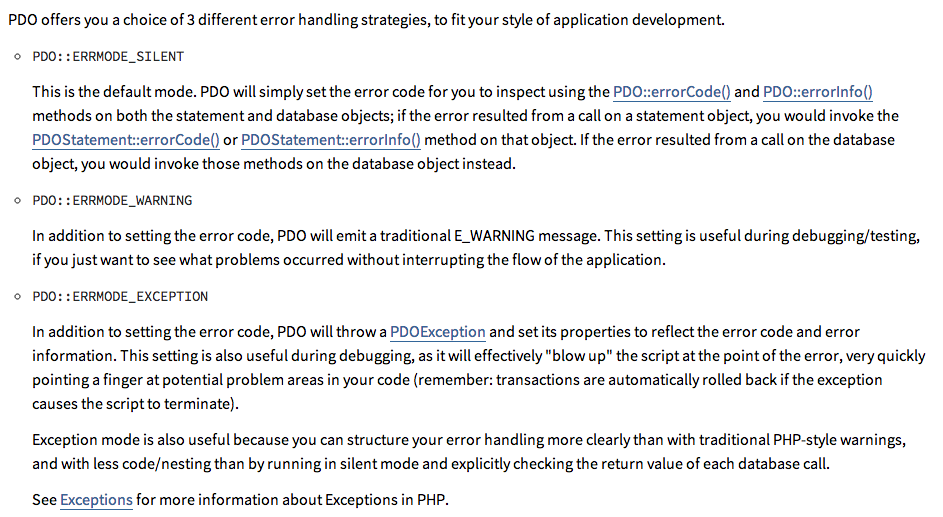 PDO offers you a choice of 3 different error handling strategies, to fit your style of application development.
PDO::ERRMODE_SILENT
This is the default mode. PDO will simply set the error code for you to inspect using the PDO::errorCode() and PDO::errorInfo()
methods on both the statement and database objects; if the error resulted from a call on a statement object, you would invoke the
PDOStatement::errorCode() or PDOStatement::errorInfo() method on that object. If the error resulted from a call on the database
object, you would invoke those methods on the database object instead.
PDO::ERRMODE_WARNING
In addition to setting the error code, PDO will emit a traditional E_WARNING message. This setting is useful during debugging/testing,
if you just want to see what problems occurred without interrupting the flow of the application.
PDO::ERRMODE_EXCEPTION
In addition to setting the error code, PDO will throw a PDOException and set its properties to reflect the error code and error
information. This setting is also useful during debugging, as it will effectively "blow up" the script at the point of the error, very quickly
pointing a finger at potential problem areas in your code (remember: transactions are automatically rolled back if the exception
causes the script to terminate).
Exception mode is also useful because you can structure your error handling more clearly than with traditional PHP-style warnings,
and with less code/nesting than by running in silent mode and explicitly checking the return value of each database call.
See Exceptions for more information about Exceptions in PHP.